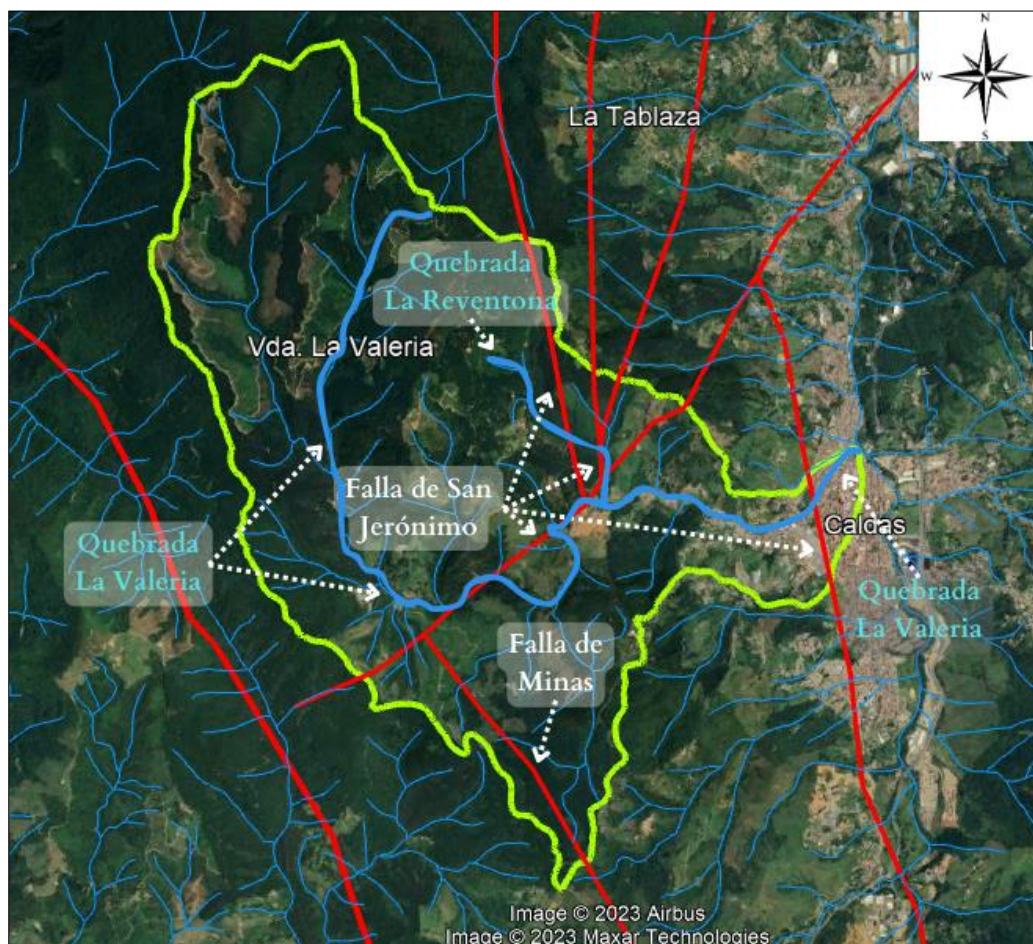 N
W
E
S
La Tablaza
Quebrada
La Reventona
Vda. La Valeria
Falla de San
Jerónimo
Quebrada
La Valeria
Caldas
Quebrada
La Valeria
Falla de
Minas
L
Image © 2023 Airbus
Image © 2023 Maxar Technologies